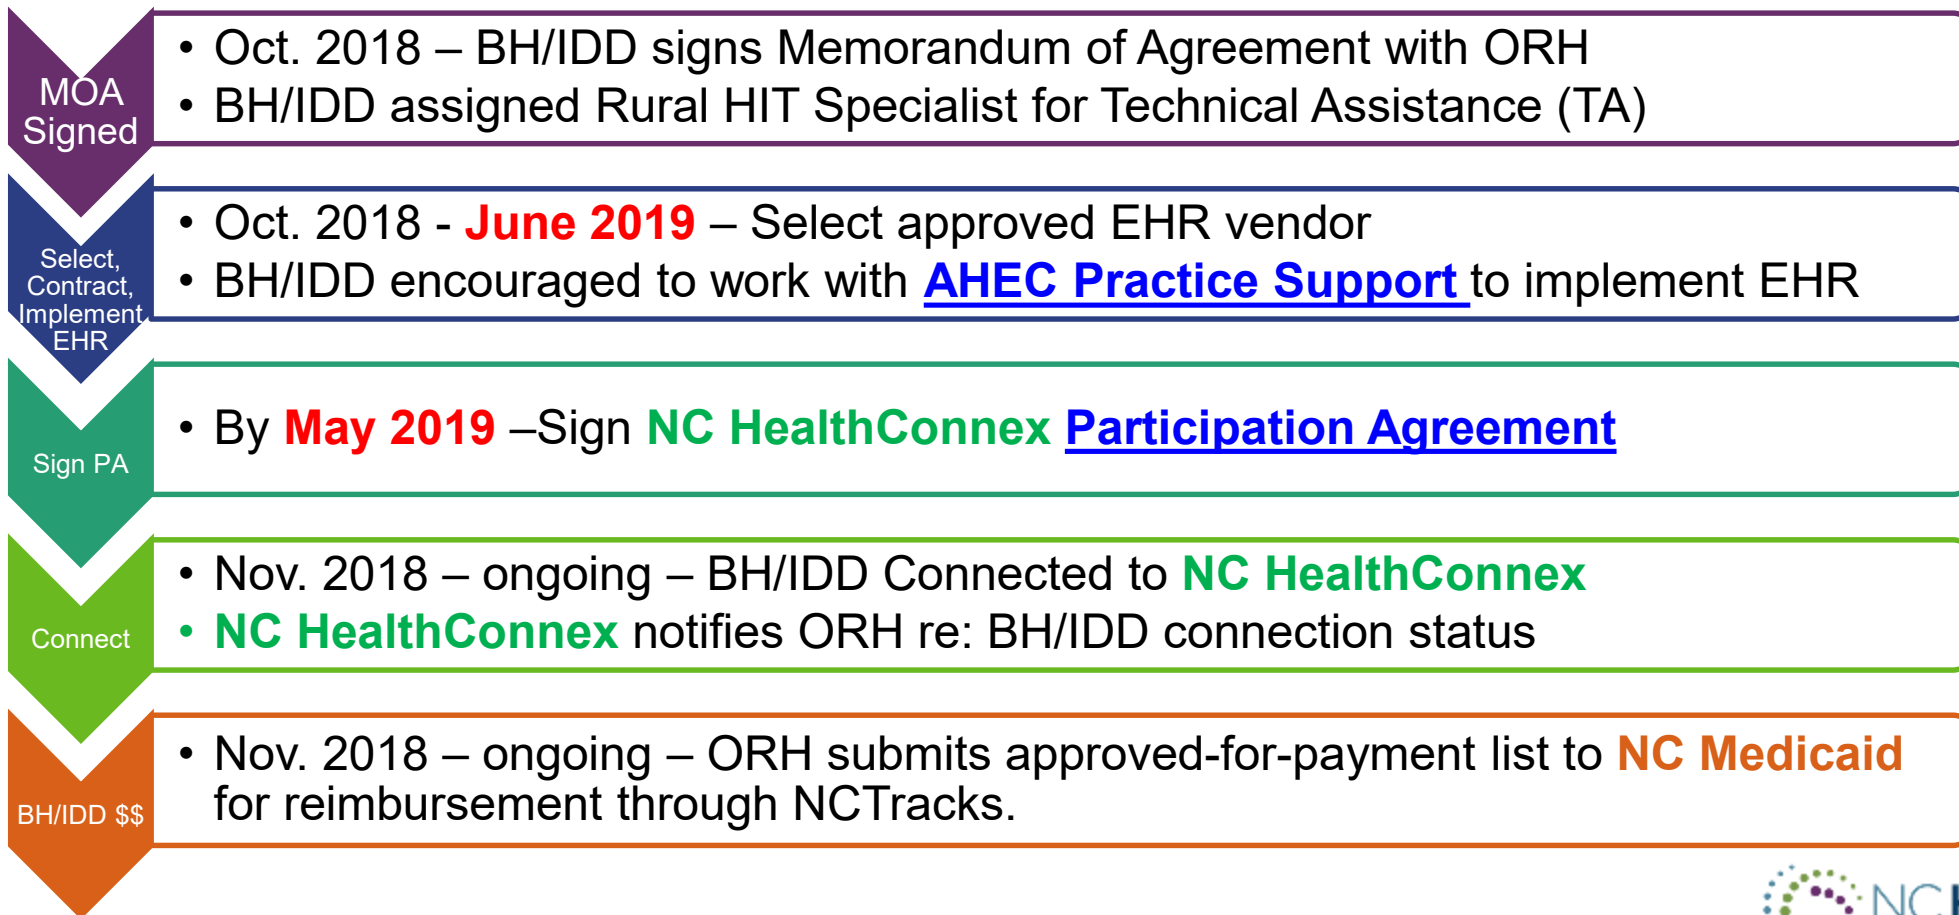 MOA
Signed
• Oct. 2018 – BH/IDD signs Memorandum of Agreement with ORH
• BH/IDD assigned Rural HIT Specialist for Technical Assistance (TA)
Select,
Contract,
Implement
EHR
• Oct. 2018 - June 2019 – Select approved EHR vendor
• BH/IDD encouraged to work with AHEC Practice Support to implement EHR
Sign PA
• By May 2019 –Sign NC HealthConnex Participation Agreement
Connect
• Nov. 2018 – ongoing – BH/IDD Connected to NC HealthConnex
• NC HealthConnex notifies ORH re: BH/IDD connection status
BH/IDD $$
• Nov. 2018 – ongoing – ORH submits approved-for-payment list to NC Medicaid
for reimbursement through NCTracks.
NC